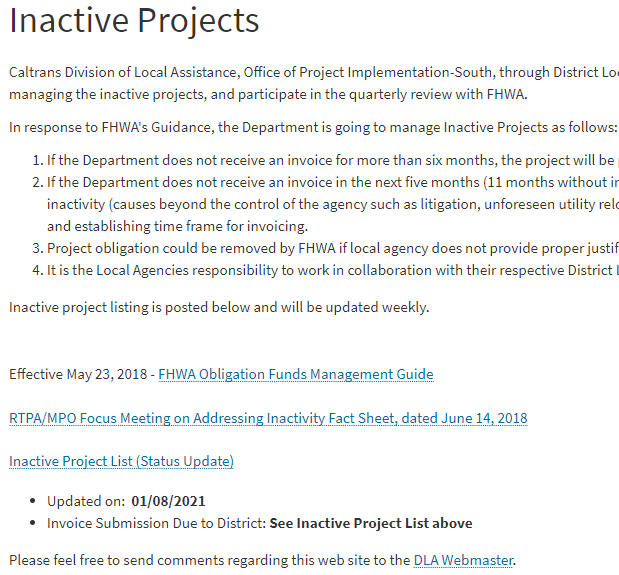 Inactive Projects
Caltrans Division of Local Assistance, Office of Project Implementation-South, through District
managing the inactive projects, and participate in the quarterly review with FHWA.
In response to FHWA's Guidance, the Department is going to manage Inactive Projects as follows:
1. If the Department does not receive an invoice for more than six months, the project will be
2. If the Department does not receive an invoice in the next five months (11 months without
inactivity (causes beyond the control of the agency such as litigation, unforeseen utility
and establishing time frame for invoicing.
3. Project obligation could be removed by FHWA if local agency does not provide proper
4. It is the Local Agencies responsibility to work in collaboration with their respective District
Inactive project listing is posted below and will be updated weekly.
Effective May 23, 2018 - FHWA Obligation Funds Management Guide
RTPA/MPO Focus Meeting on Addressing Inactivity Fact Sheet, dated June 14, 2018
Inactive Project List (Status Update)
• Updated on: 01/08/2021
• Invoice Submission Due to District: See Inactive Project List above
Please feel free to send comments regarding this web site to the DLA Webmaster.